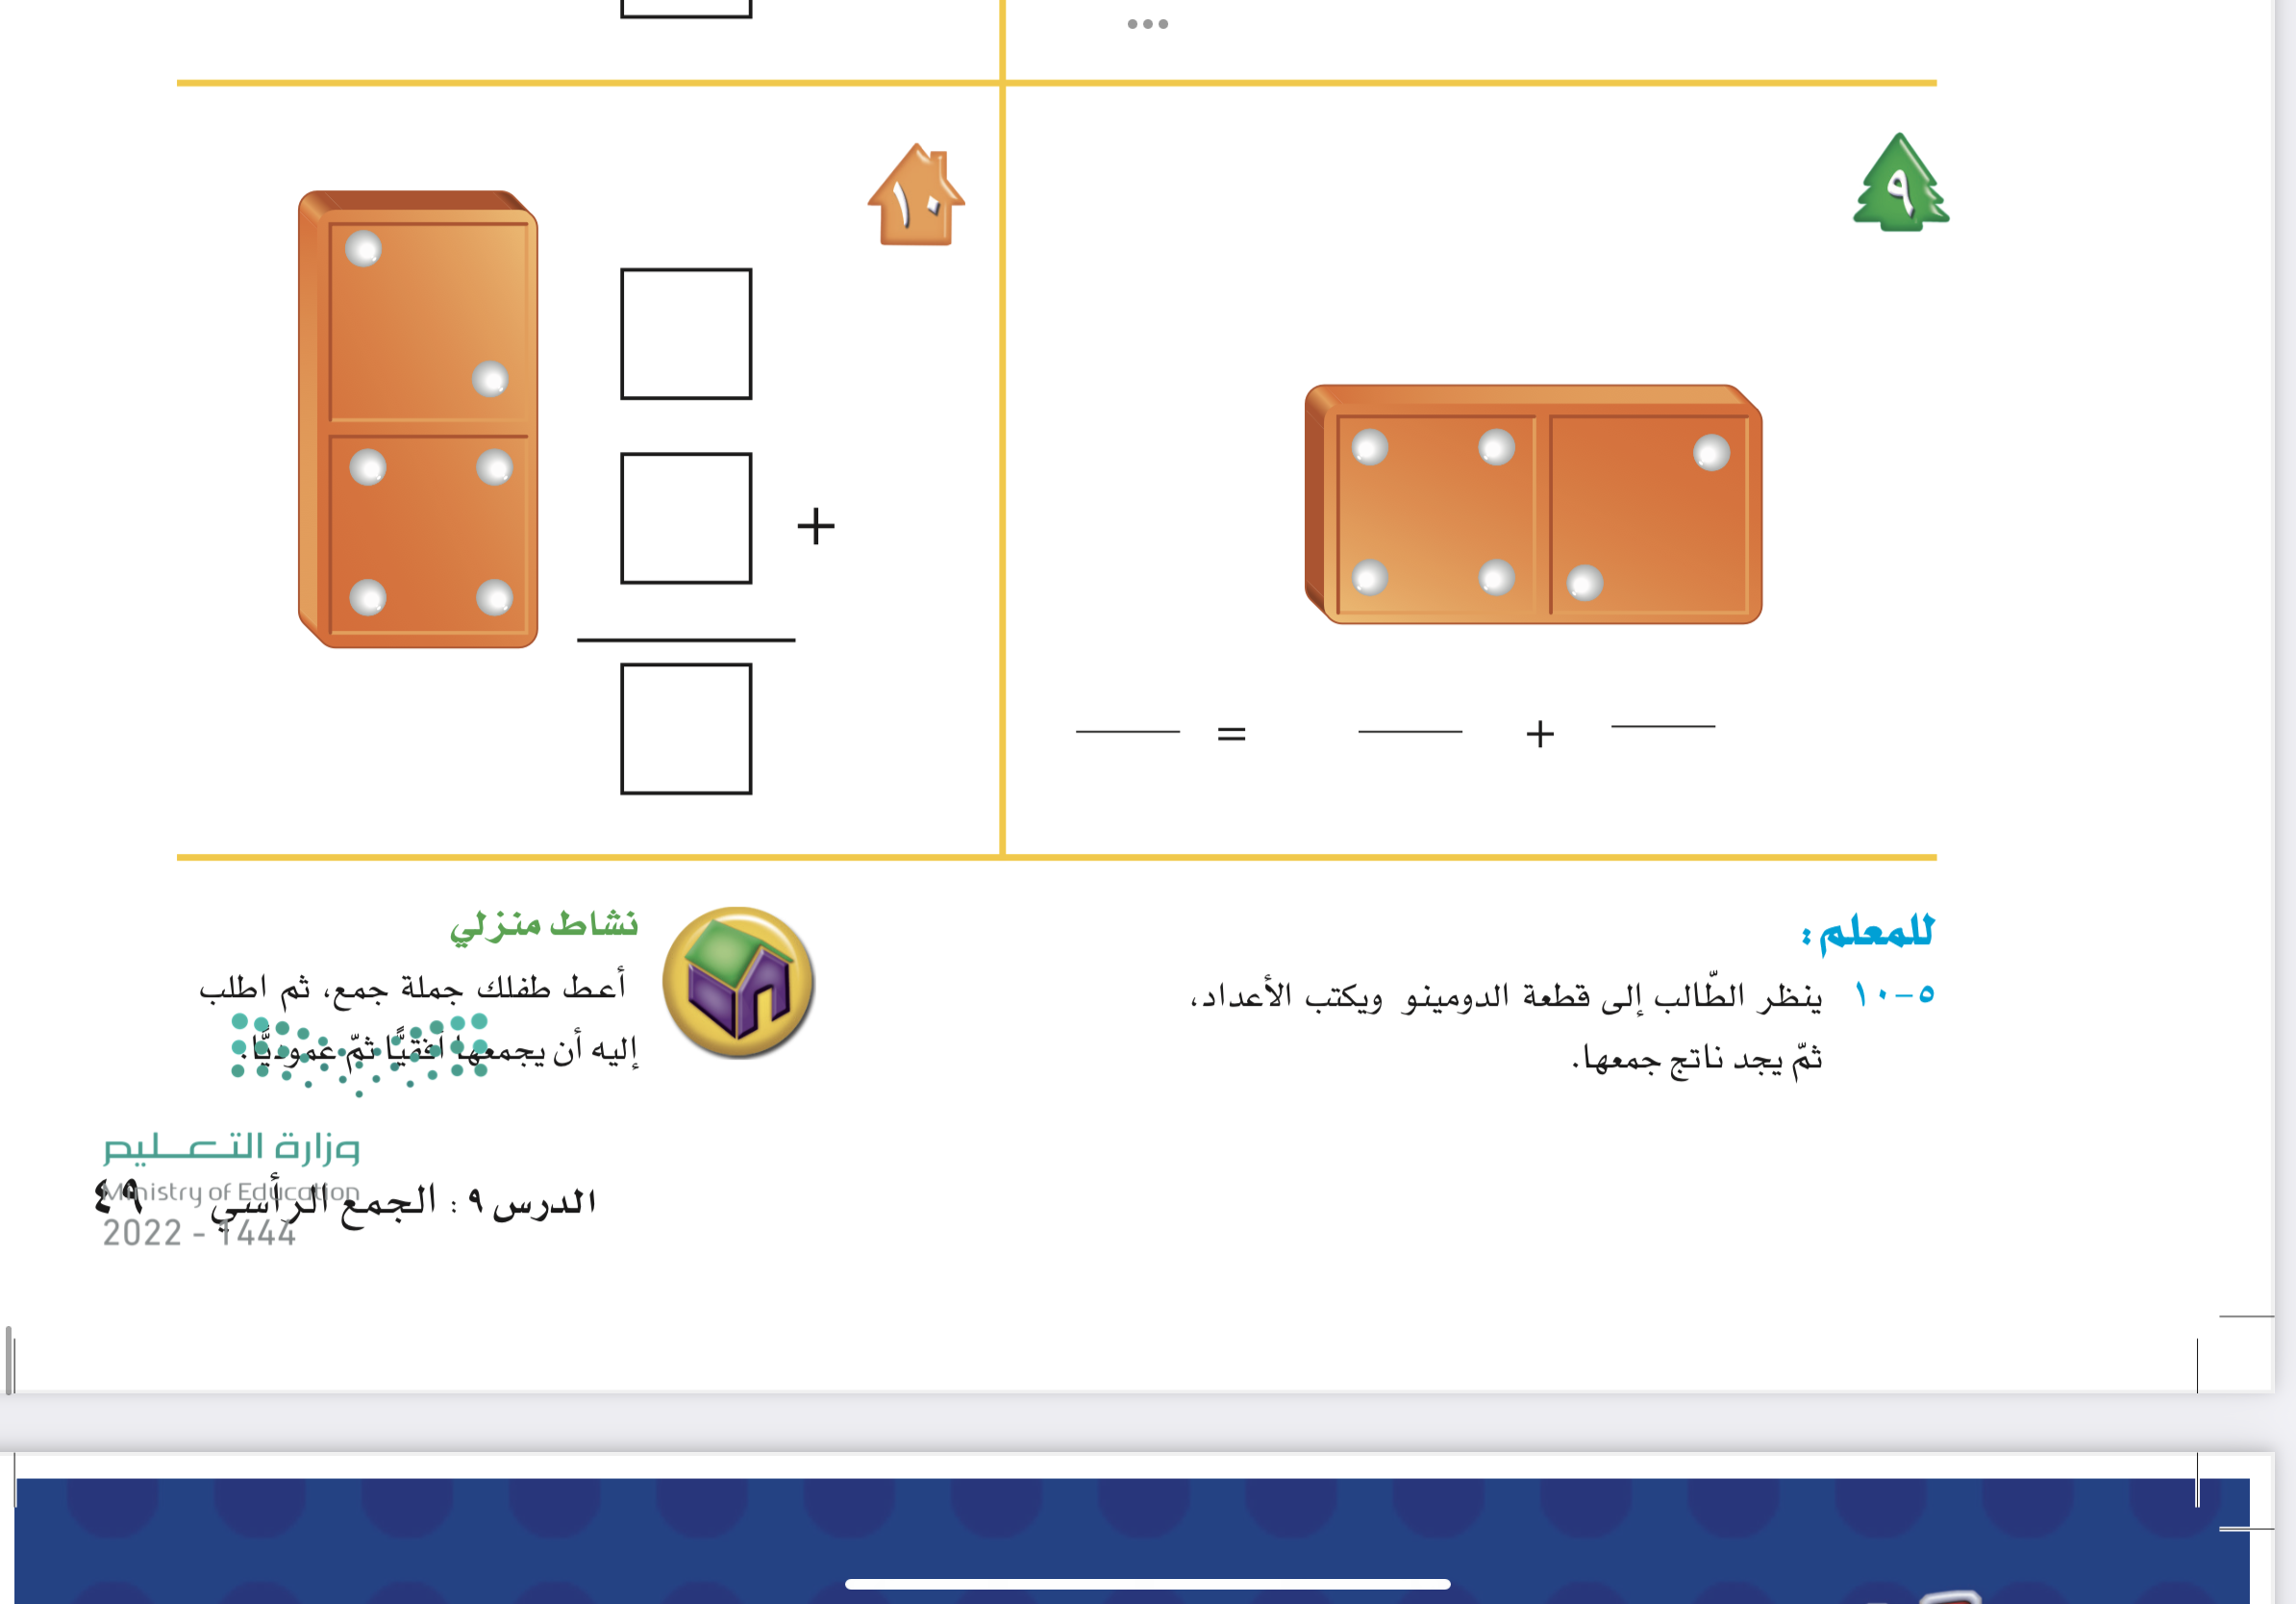 ٩
١٠
+
+ =
للمعلم:
٥-١٠ ينظر الطّالب إلى قطعة الدومينو ويكتب الأعداد،
ثمّ يجد ناتج جمعها.
نشاط منزلي
أعط طفلك جملة جمع، ثم اطلب
إليه أن يجمعها أفقيًّا ثمّ عموديًّا.
وزارة التعليم
Ministry of Education
2022 - 1444
الدرس ٩ : الجمع الرأسي ٤٩